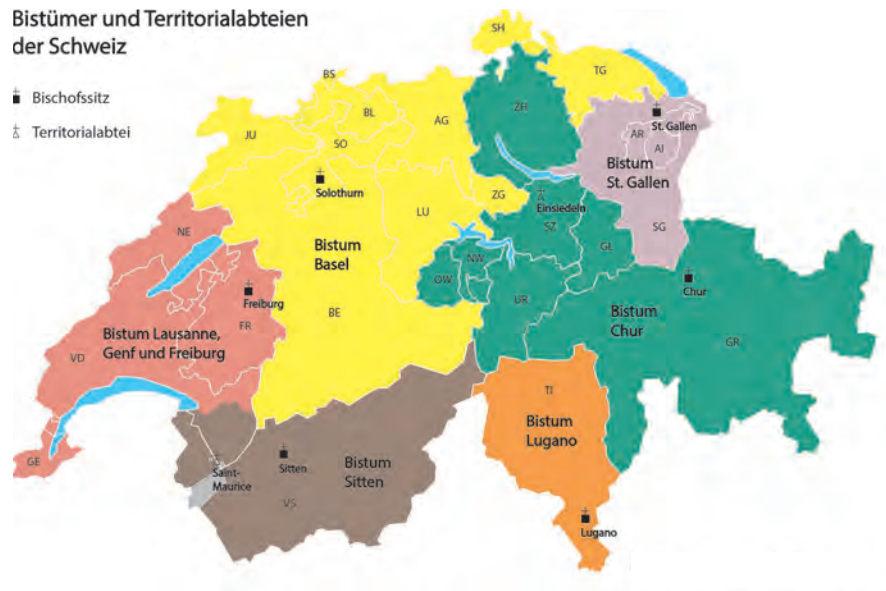 Bistümer und Territorialabteien
der Schweiz
Bischofssitz
Territorialabtei
SH
BS
TG
BL
ZH
AG
JU
SO
St. Gallen
AR
AI
Bistum
St. Gallen
Solothurn
ZG
Einsiedeln
LU
SZ
SG
NE
Bistum
Basel
NW
GL
OW
Chur
Freiburg
UR
BE
Bistum
Chur
FR
Bistum Lausanne,
Genf und Freiburg
VD
GR
TI
Bistum
Lugano
GE
Saint-
Maurice
Sitten
Bistum
Sitten
VS
Lugano